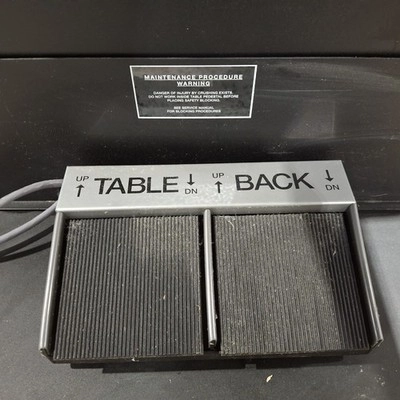 MAINTENANCE PROCEDURE
WARNING
DANGER OF INJURY BY CRUSHING EXISTS.
DO NOT WORK INSIDE TABLE PEDESTAL BEFORE
PLACING SAFETY BLOCKING.
SEE SERVICE MANUAL
FOR BLOCKING PROCEDURES
UP ↑ TABLE ↓ DN UP ↑ BACK ↓ DN